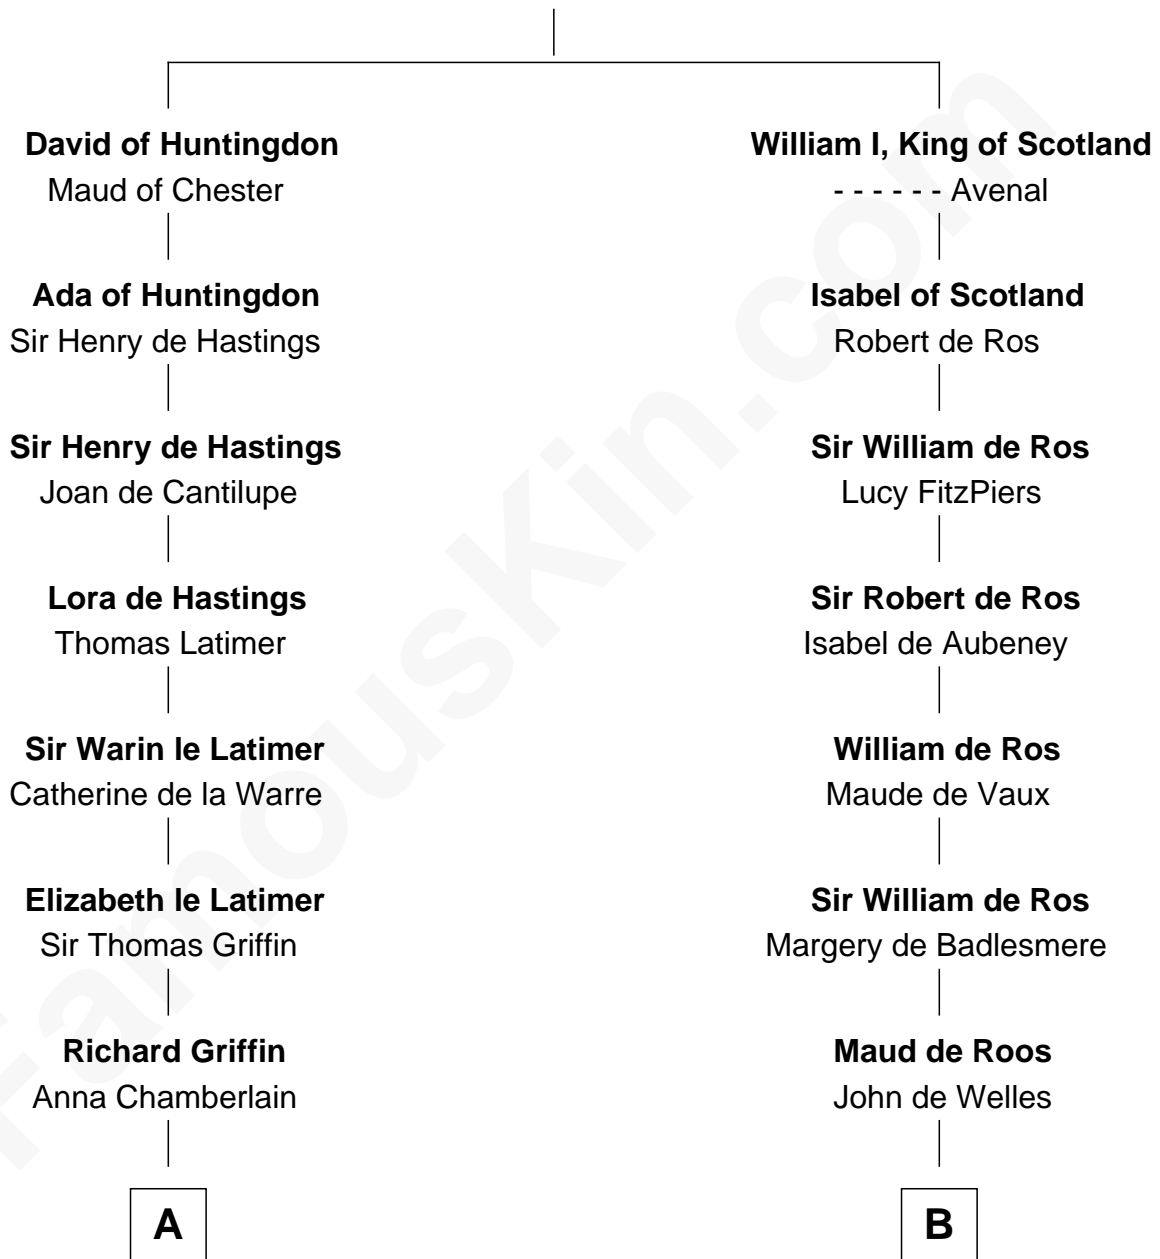 David of Huntingdon
Maud of Chester
Ada of Huntingdon
Sir Henry de Hastings
Sir Henry de Hastings
Joan de Cantilupe
Lora de Hastings
Thomas Latimer
Sir Warin le Latimer
Catherine de la Warre
Elizabeth le Latimer
Sir Thomas Griffin
Richard Griffin
Anna Chamberlain
A
William I, King of Scotland
- - - - - - Avenal
Isabel of Scotland
Robert de Ros
Sir William de Ros
Lucy FitzPiers
Sir Robert de Ros
Isabel de Aubeney
William de Ros
Maude de Vaux
Sir William de Ros
Margery de Badlesmere
Maud de Roos
John de Welles
B
FamousKin.com